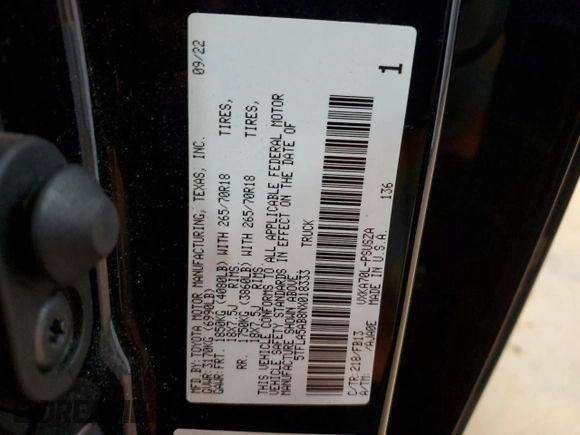 MFD.BY:TOYOTA MOTOR MANUFACTURING, TEXAS, INC. 09/22
GVWR:3170KG(6990LB)
GAWR:FRT. 1850KG(4080LB)WITH 265/70R18 TIRES,
18X7.5J RIMS
RR. 1750KG(3860LB)WITH 265/70R18 TIRES,
18X7.5J RIMS
THIS VEHICLE CONFORMS TO ALL APPLICABLE FEDERAL MOTOR
VEHICLE SAFETY STANDARDS IN EFFECT ON THE DATE OF
MANUFACTURE SHOWN ABOVE.
5TFLA5AB8NX018333 TRUCK
1
C/TR:218/FB13 VXKA70L-PSUSZA 136
A/TM: /AJA0E MADE IN U.S.A.